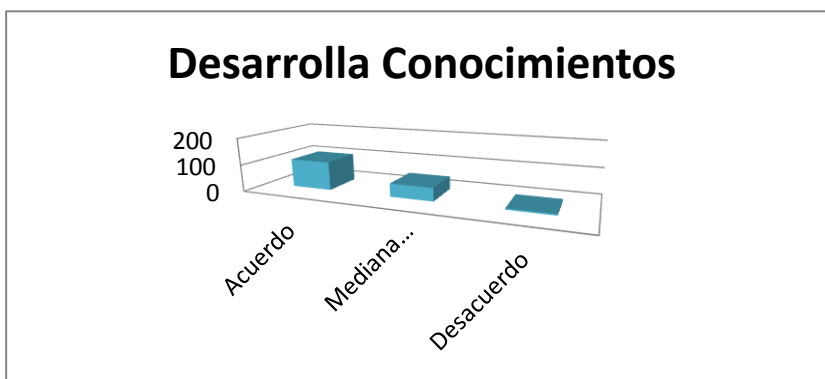 Desarrolla Conocimientos
200
100
0
Acuerdo
Mediana...
Desacuerdo